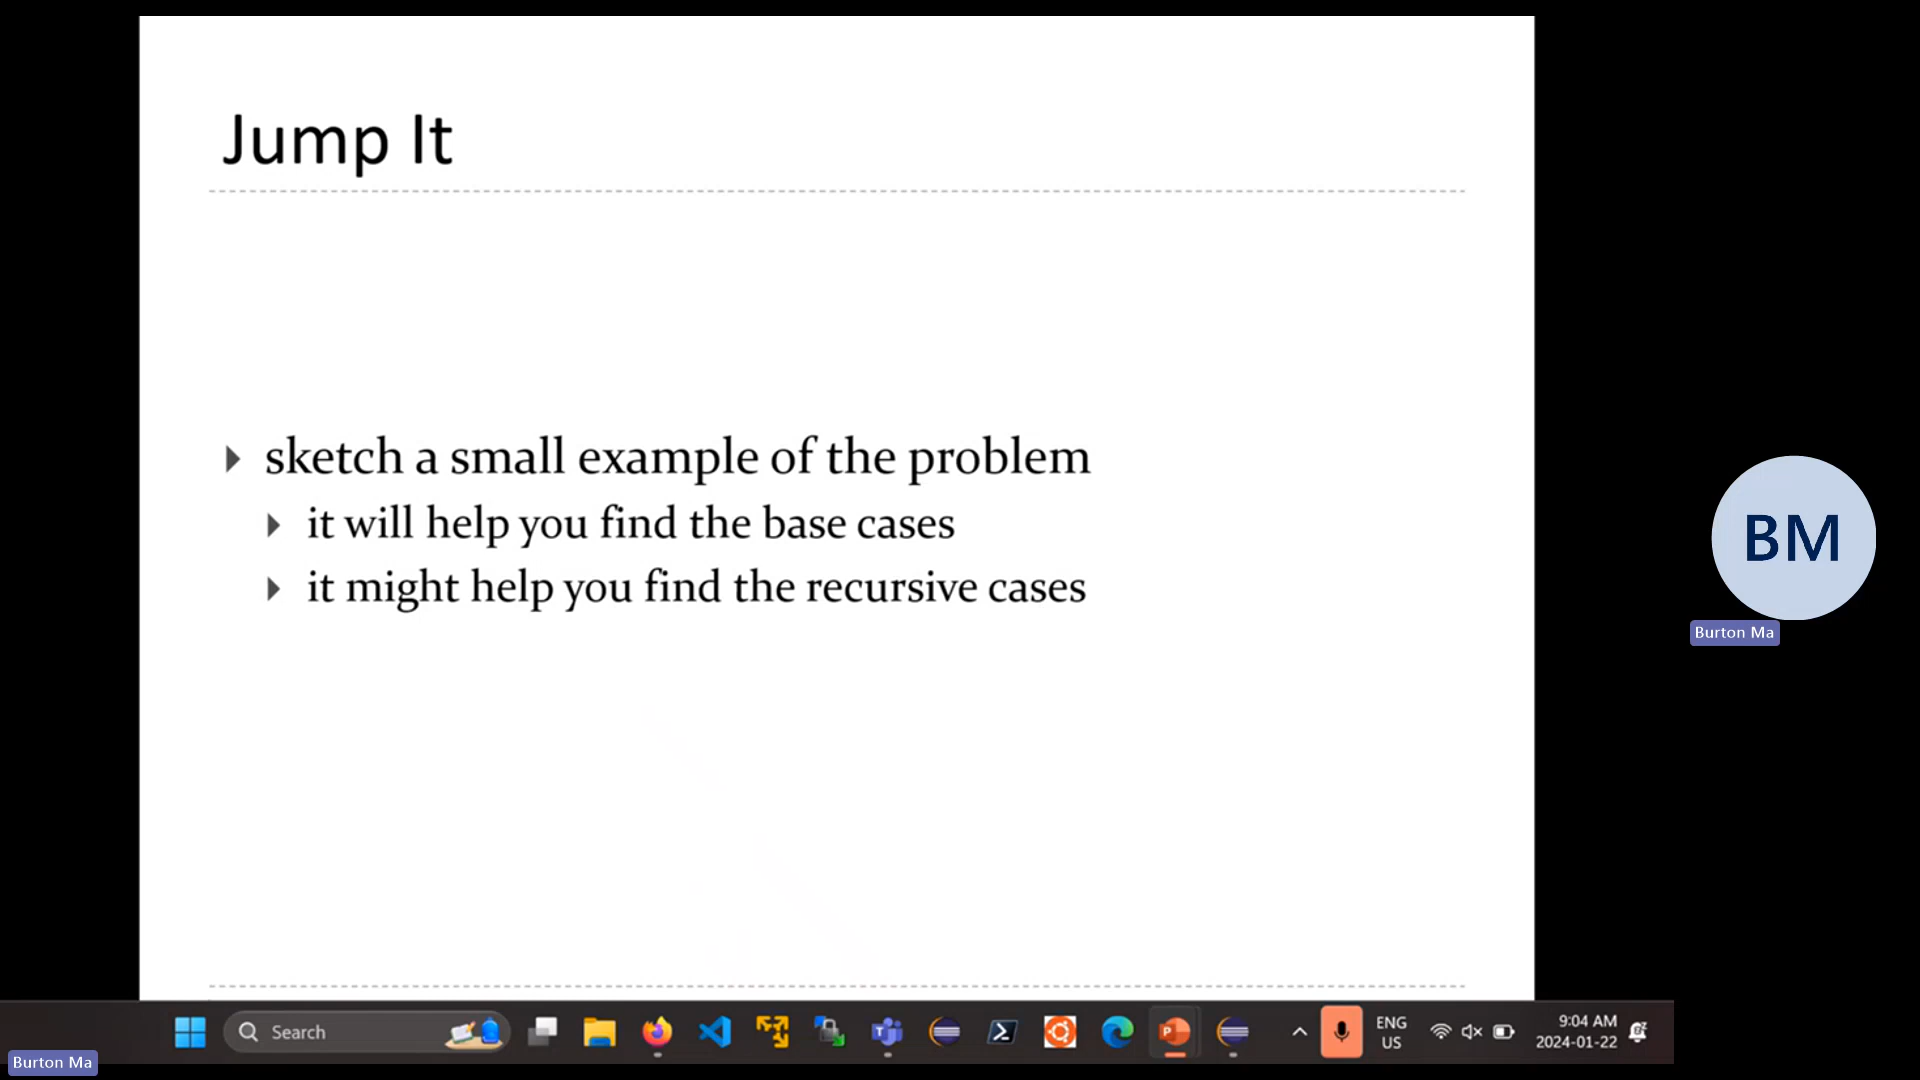 Jump It
sketch a small example of the problem
it will help you find the base cases
it might help you find the recursive cases
BM
Burton Ma
Search
ENG
US
9:04 AM
2024-01-22
Burton Ma